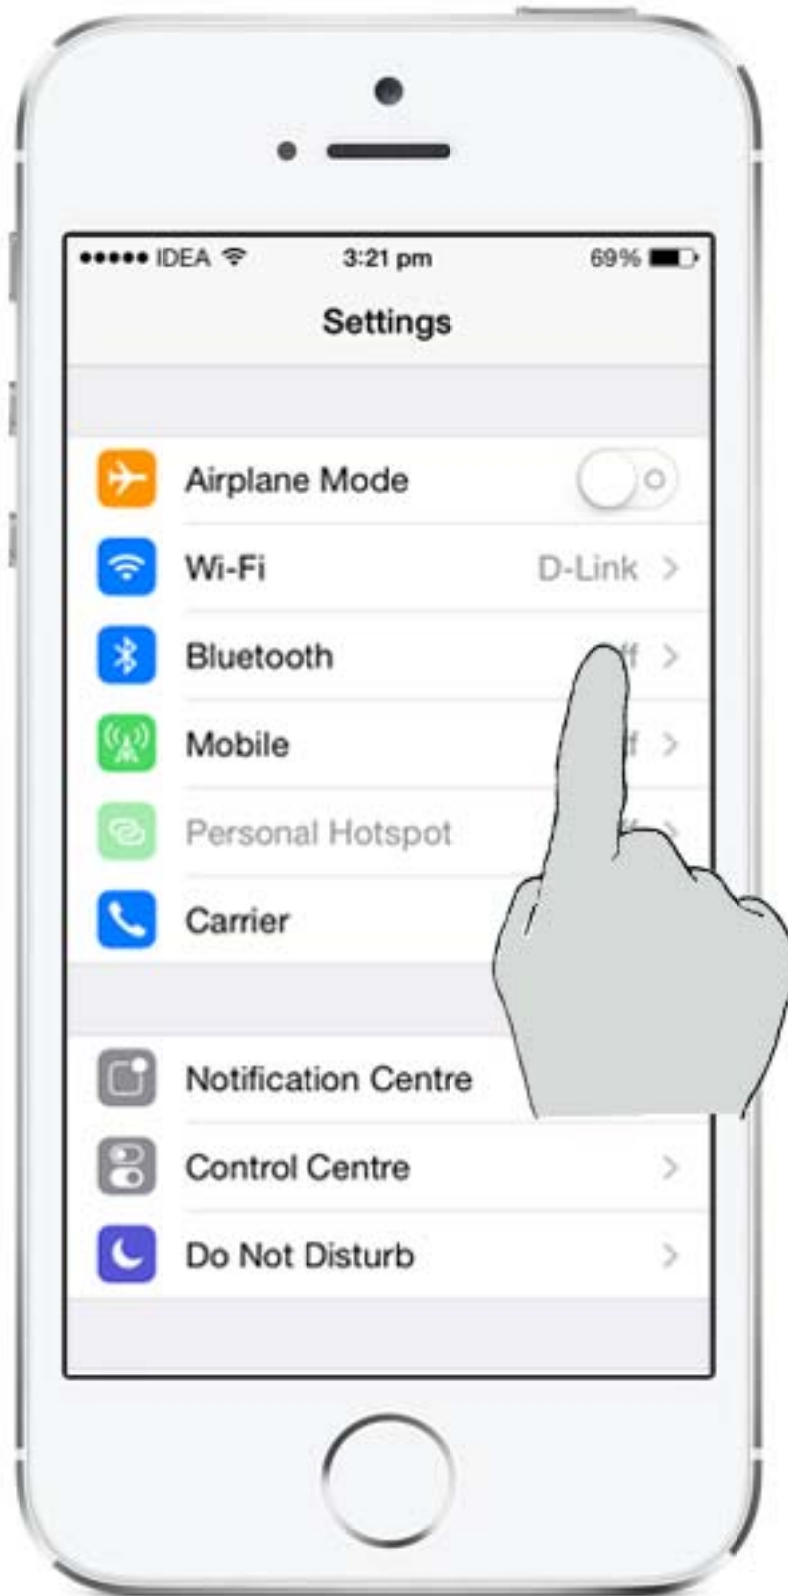 IDEA 3:21 pm 69%
Settings
Airplane Mode
Wi-Fi D-Link
Bluetooth
Mobile
Personal Hotspot
Carrier
Notification Centre
Control Centre
Do Not Disturb